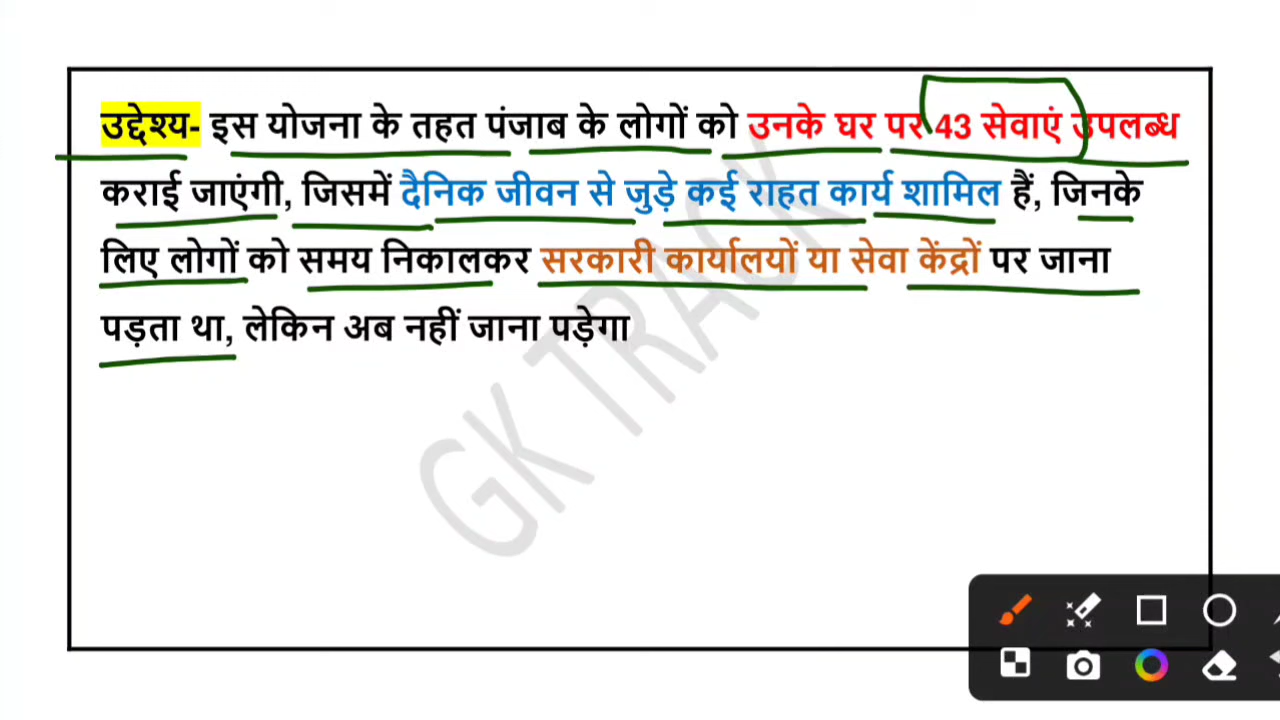 उद्देश्य- इस योजना के तहत पंजाब के लोगों को उनके घर पर 43 सेवाएं उपलब्ध
कराई जाएंगी, जिसमें दैनिक जीवन से जुड़े कई राहत कार्य शामिल हैं, जिनके
लिए लोगों को समय निकालकर सरकारी कार्यालयों या सेवा केंद्रों पर जाना
पड़ता था, लेकिन अब नहीं जाना पड़ेगा
GK TRACK